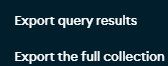 Export query results
Export the full collection